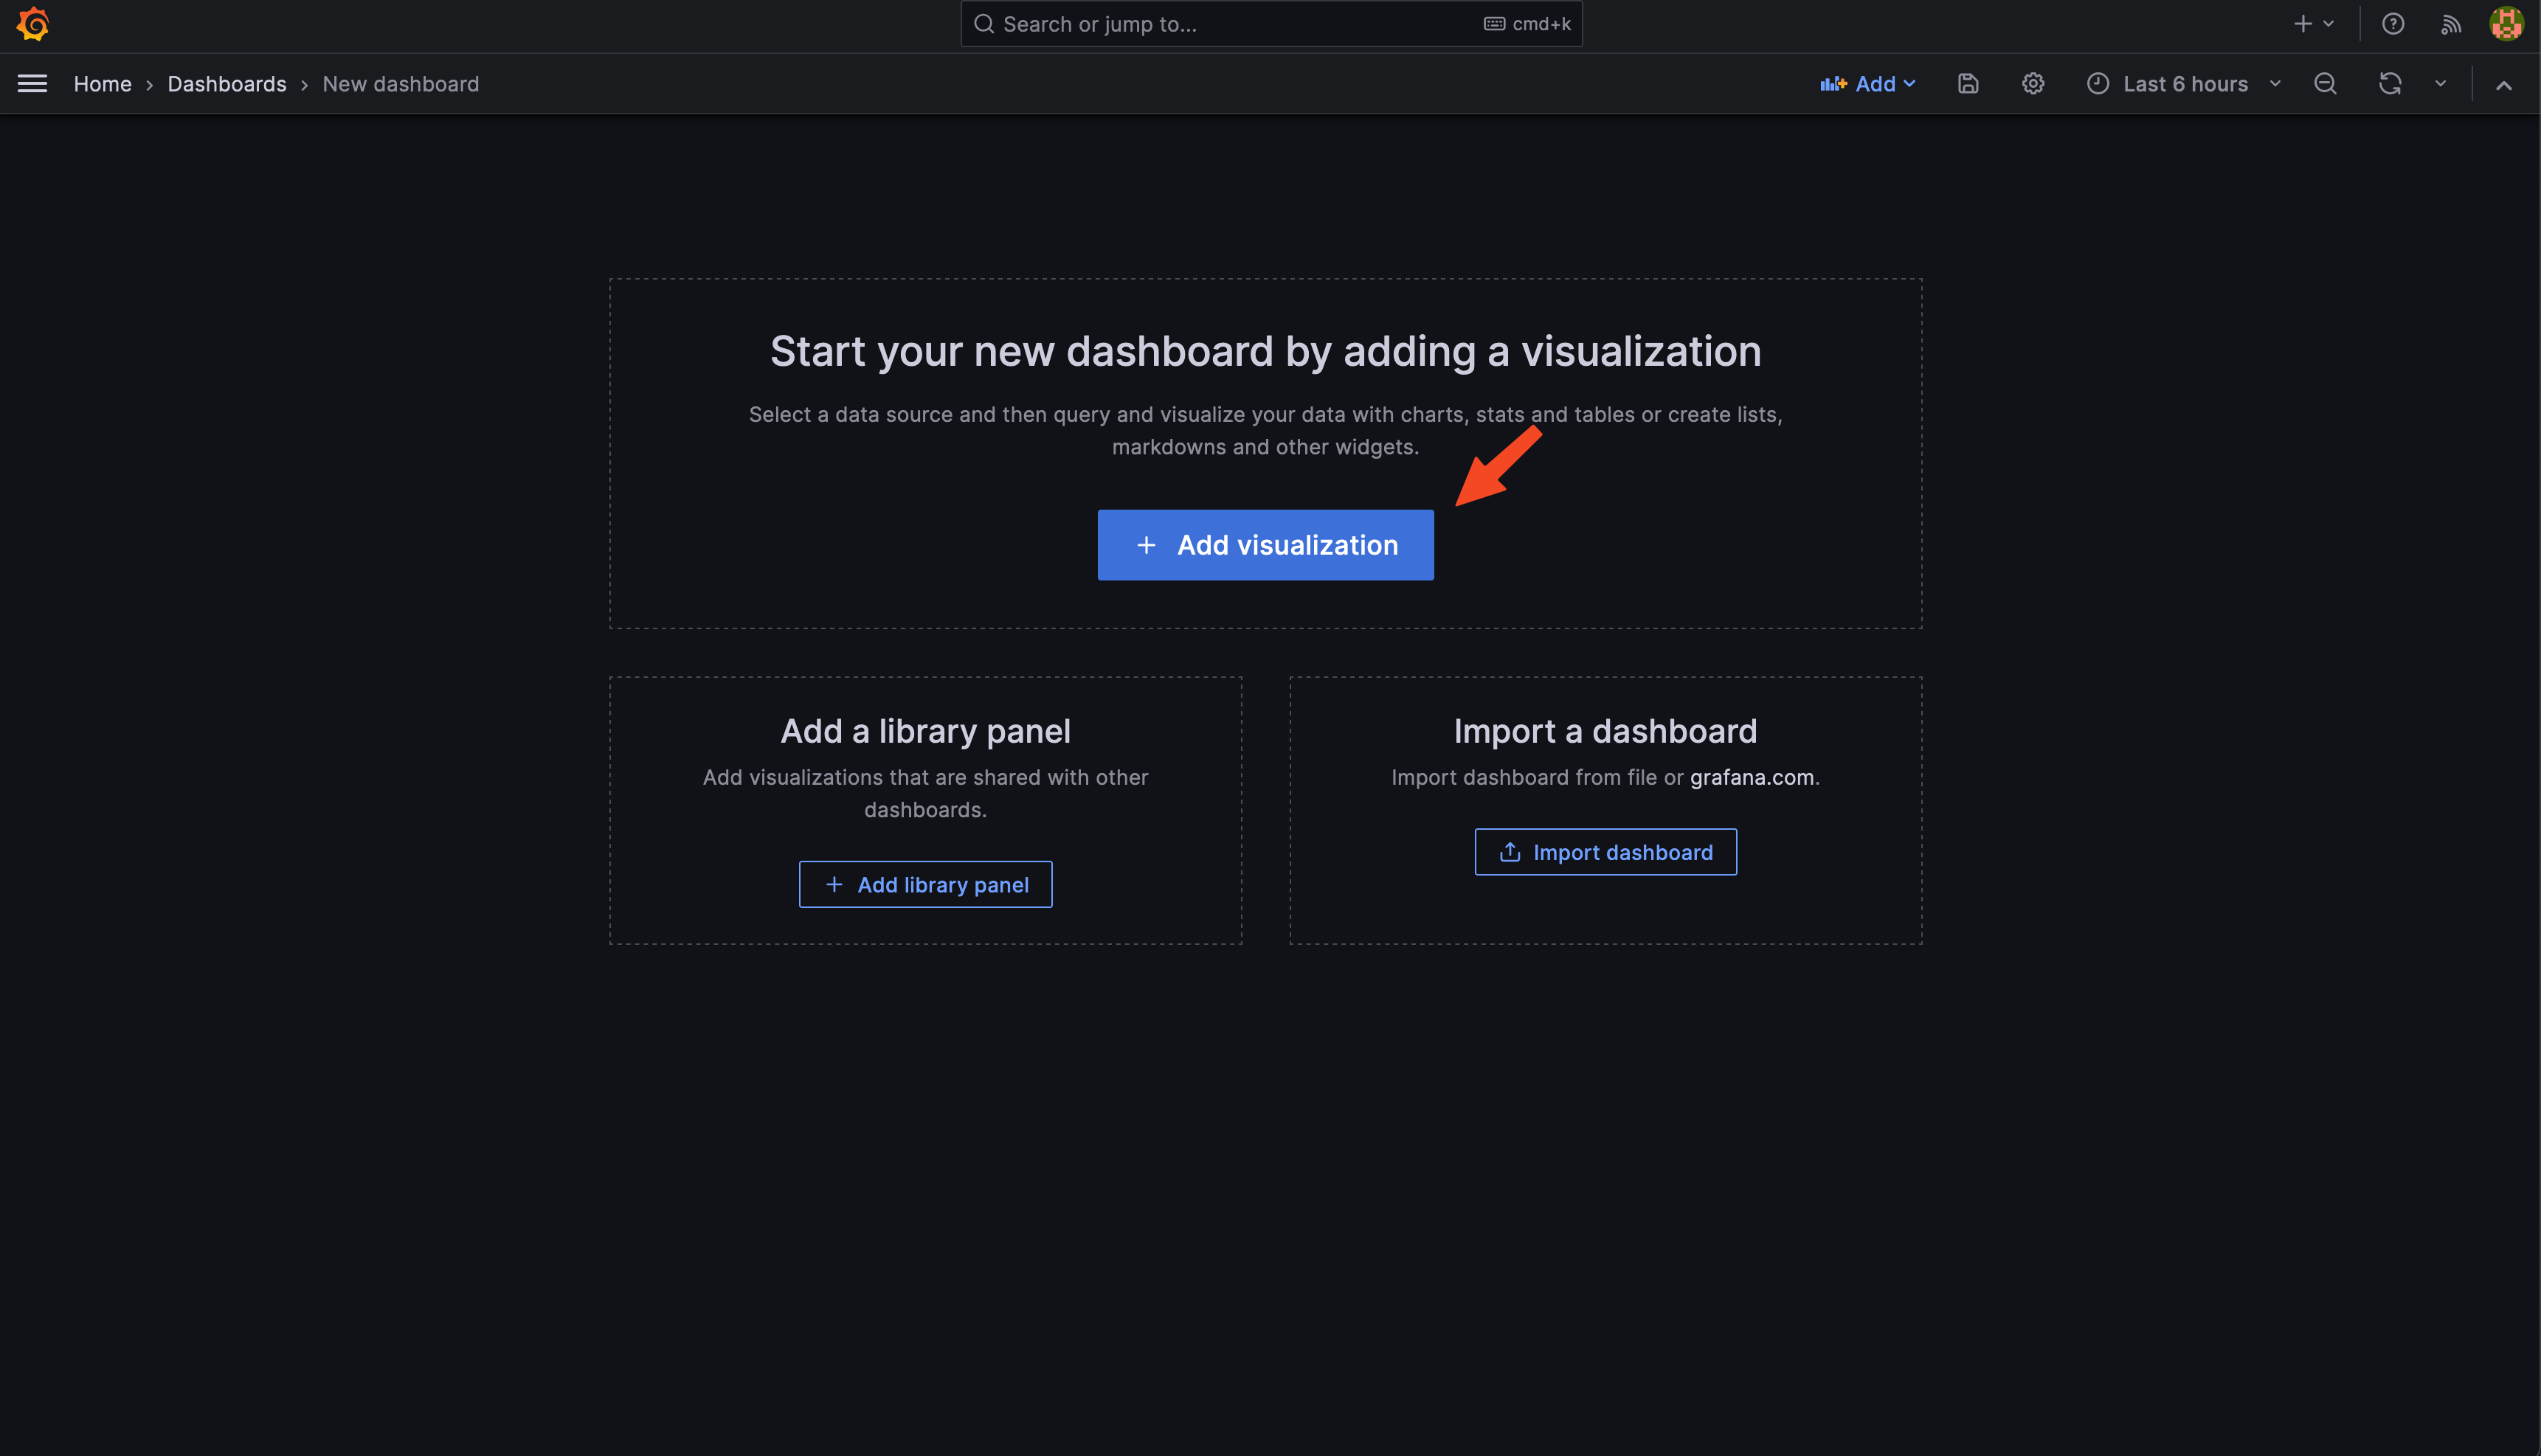 Search or jump to...
cmd+k
Home › Dashboards › New dashboard
Add
Last 6 hours
Start your new dashboard by adding a visualization
Select a data source and then query and visualize your data with charts, stats and tables or create lists,
markdowns and other widgets.
+ Add visualization
Add a library panel
Add visualizations that are shared with other
dashboards.
+ Add library panel
Import a dashboard
Import dashboard from file or grafana.com.
Import dashboard